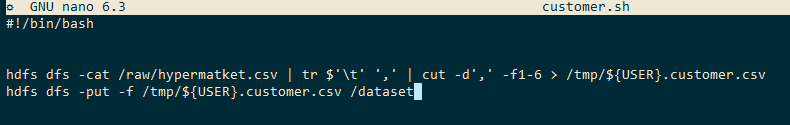 GNU nano 6.3 customer.sh
#!/bin/bash
hdfs dfs -cat /raw/hypermatket.csv | tr $'\t' ',' | cut -d',' -f1-6 > /tmp/${USER}.customer.csv
hdfs dfs -put -f /tmp/${USER}.customer.csv /dataset